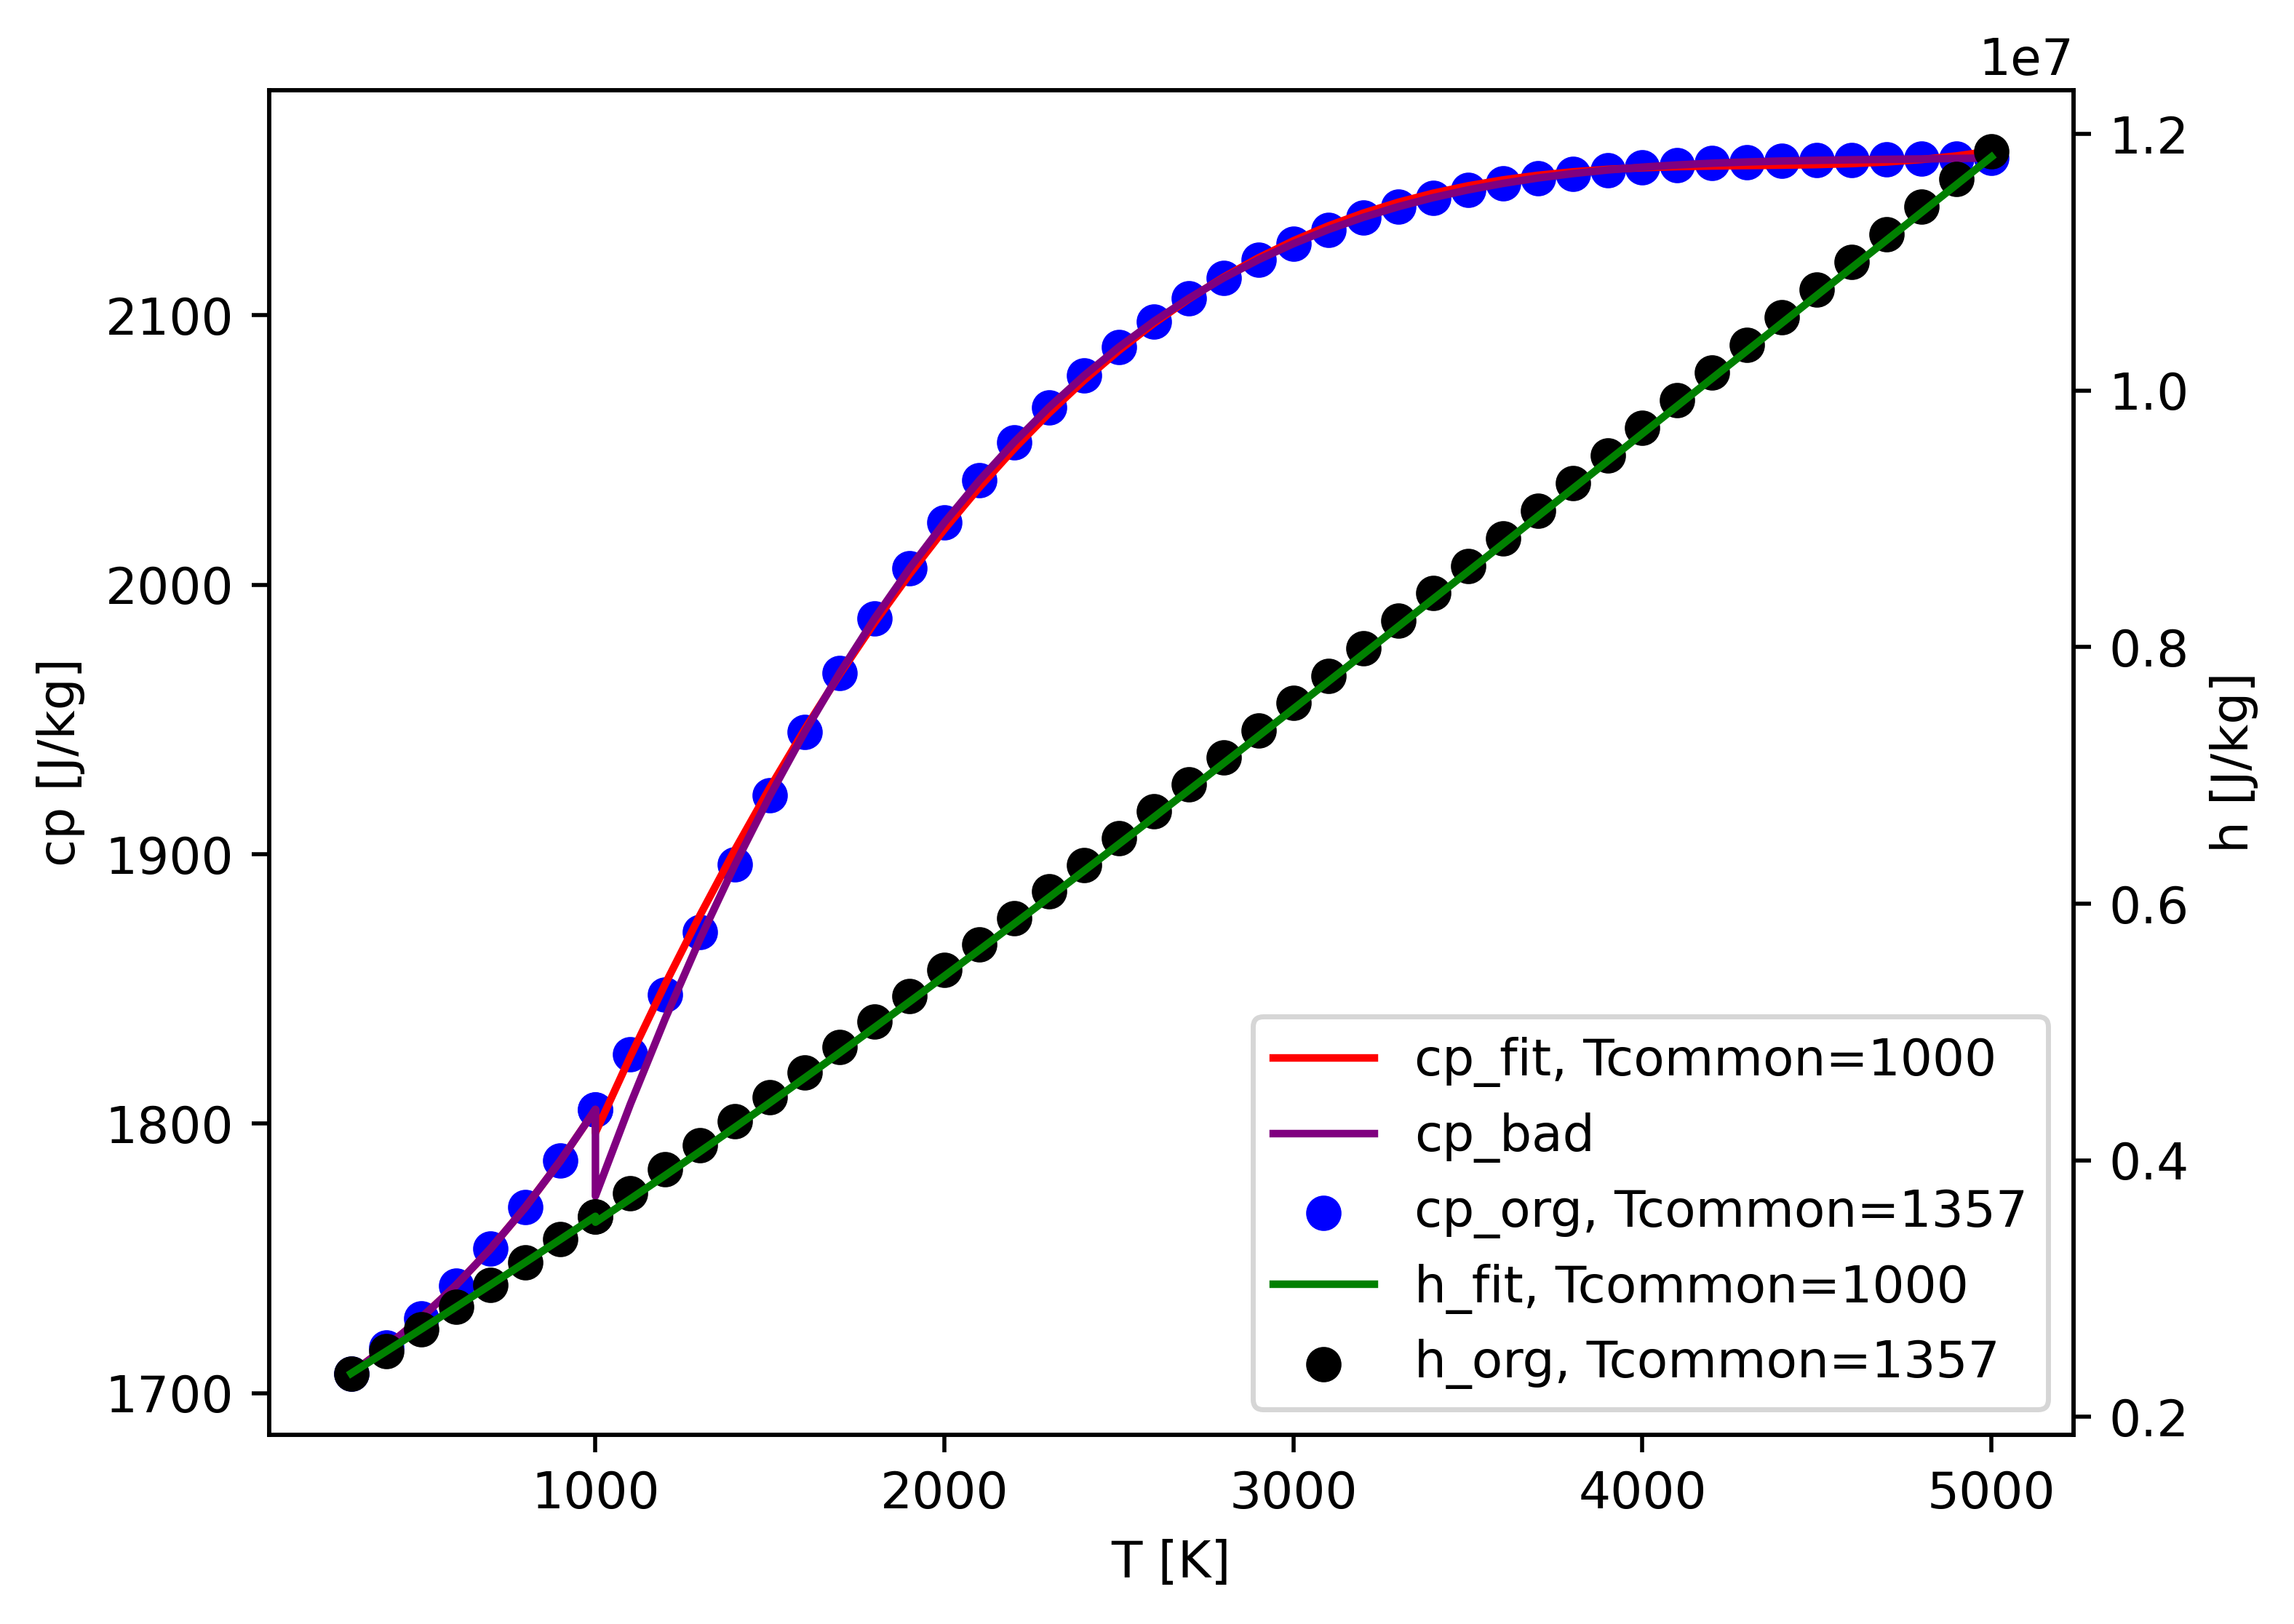 1e7
2100
2000
1900
1800
1700
cp [J/kg]
1.2
1.0
0.8
0.6
0.4
0.2
h [J/kg]
cp_fit, Tcommon=1000
cp_bad
cp_org, Tcommon=1357
h_fit, Tcommon=1000
h_org, Tcommon=1357
1000 2000 3000 4000 5000
T [K]